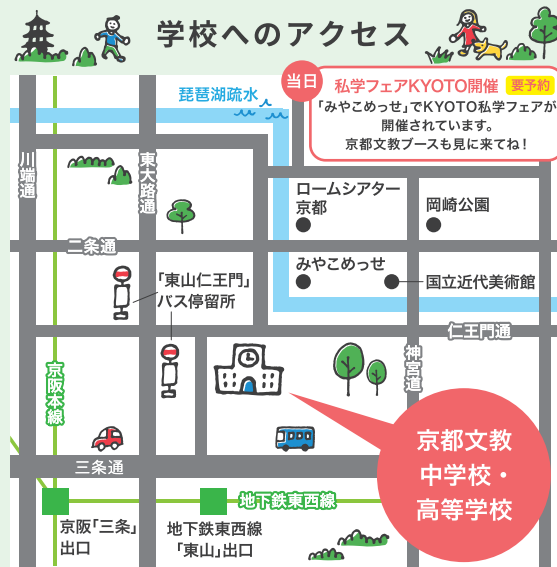 学校へのアクセス
当日
私学フェアKYOTO開催 要予約
「みやこめっせ」でKYOTO私学フェアが
開催されています。
京都文教ブースも見に来てね！
琵琶湖疏水
川端通
東大路通
ロームシアター
京都
岡崎公園
二条通
みやこめっせ
国立近代美術館
「東山仁王門」
バス停留所
仁王門通
神宮道
京阪本線
京都文教
中学校・
高等学校
三条通
地下鉄東西線
京阪「三条」
出口
地下鉄東西線
「東山」出口